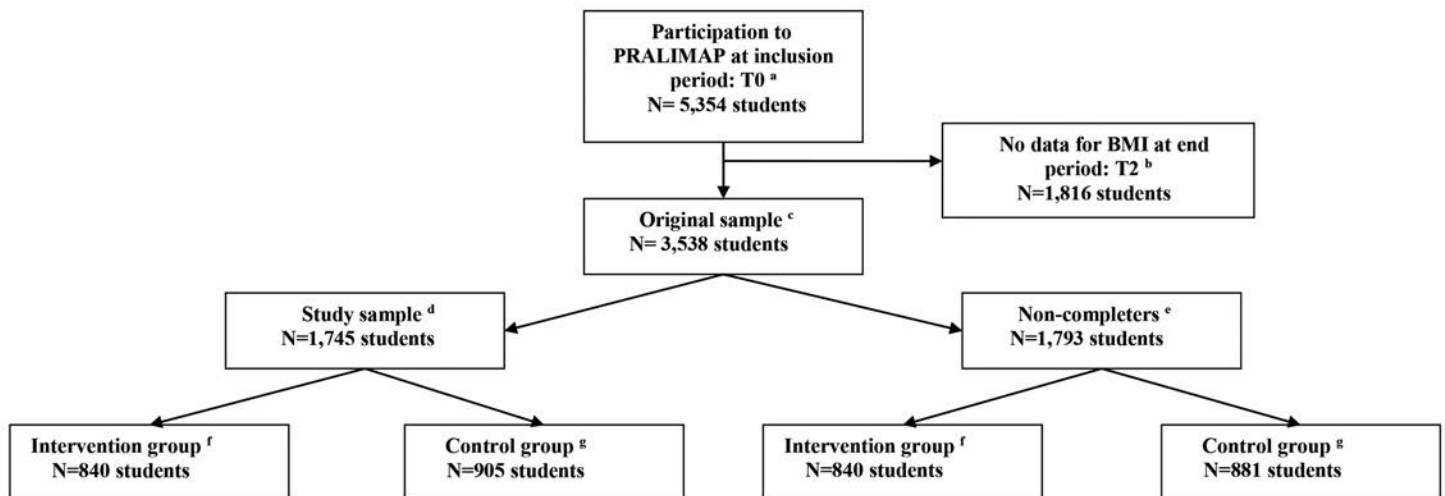 Participation to
PRALIMAP at inclusion
period: T0 ᵃ
N= 5,354 students
No data for BMI at end
period: T2 ᵇ
N=1,816 students
Original sample ᶜ
N= 3,538 students
Study sample ᵈ
N=1,745 students
Non-completers ᵉ
N=1,793 students
Intervention group ᶠ
N=840 students
Control group ᵍ
N=905 students
Intervention group ᶠ
N=840 students
Control group ᵍ
N=881 students